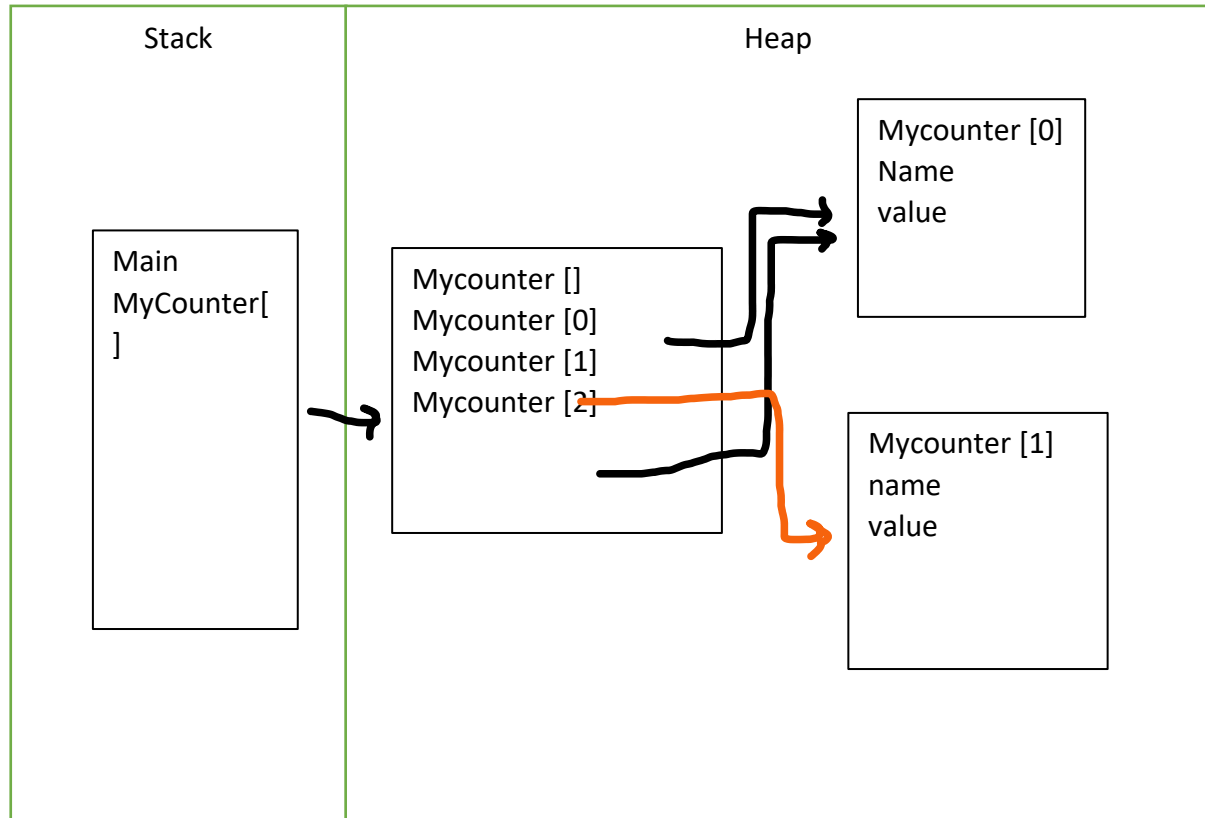 Stack
Heap
Main
MyCounter[
]
Mycounter []
Mycounter [0]
Mycounter [1]
Mycounter [2]
Mycounter [0]
Name
value
Mycounter [1]
name
value